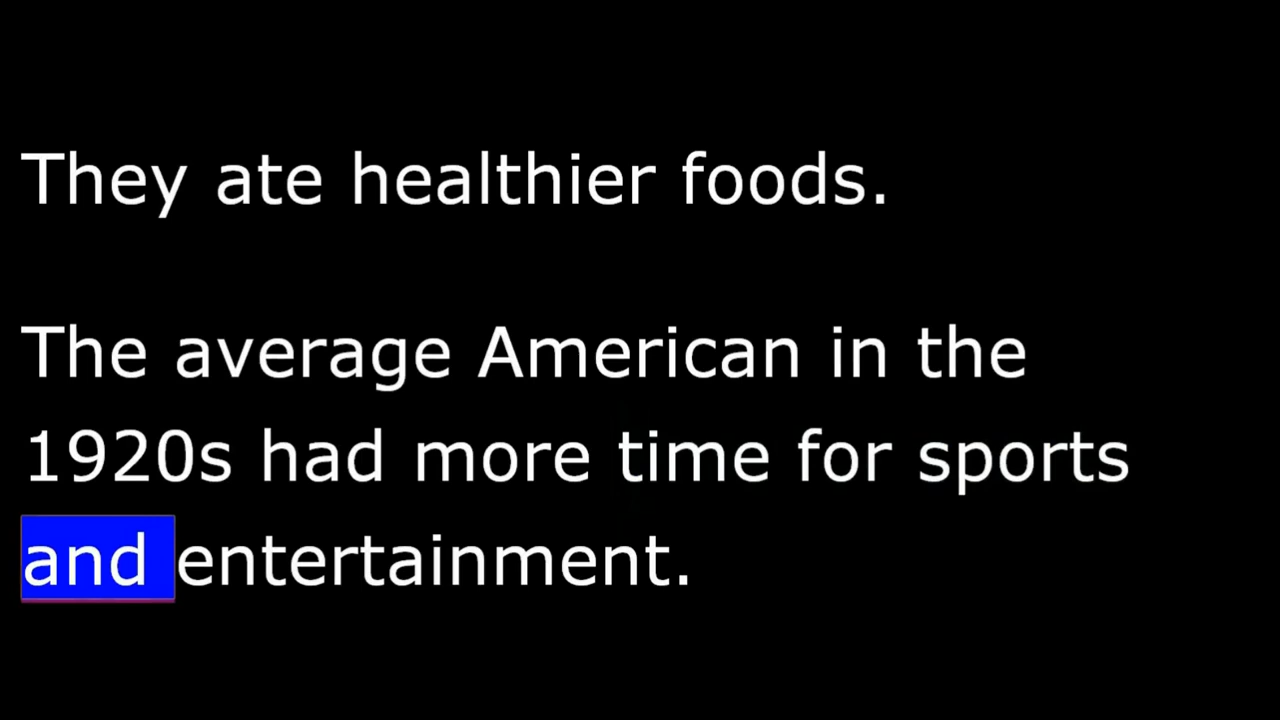 They ate healthier foods.
The average American in the
1920s had more time for sports
and entertainment.